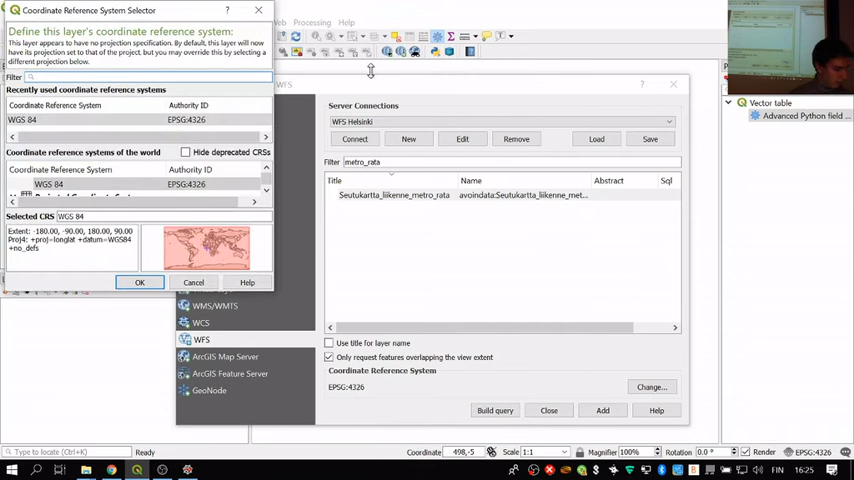 Coordinate Reference System Selector
?
Define this layer's coordinate reference system:
This layer appears to have no projection specification. By default, this layer will now
have its projection set to that of the project, but you may override this by selecting a
different projection below.
Filter
Recently used coordinate reference systems
Coordinate Reference System Authority ID
WGS 84 EPSG:4326
Coordinate reference systems of the world Hide deprecated CRSs
Coordinate Reference System Authority ID
WGS 84 EPSG:4326
Selected CRS WGS 84
Extent: -180.00, -90.00, 180.00, 90.00
Proj4: +proj=longlat +datum=WGS84
+no_defs
OK Cancel Help
Processing Help
WFS ?
Server Connections
WFS Helsinki
Connect New Edit Remove Load Save
Filter metro_rata
Title Name Abstract Sql
Seutukartta_liikenne_metro_rata avoindata:Seutukartta_liikenne_met...
WMS/WMTS
WCS
WFS
ArcGIS Map Server
ArcGIS Feature Server
GeoNode
Use title for layer name
Only request features overlapping the view extent
Coordinate Reference System
EPSG:4326 Change...
Build query Close Add Help
Vector table
Advanced Python field ...
Type to locate (Ctrl+K) Ready Coordinate 498,-5 Scale 1:1 Magnifier 100% Rotation 0.0 ° Render EPSG:4326
FIN 16:25